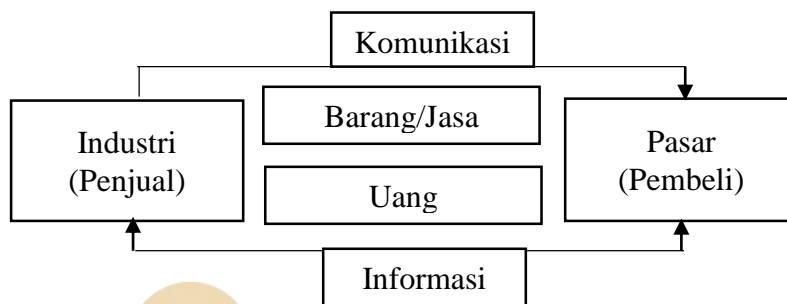 Komunikasi
Barang/Jasa
Industri
(Penjual)
Pasar
(Pembeli)
Uang
Informasi